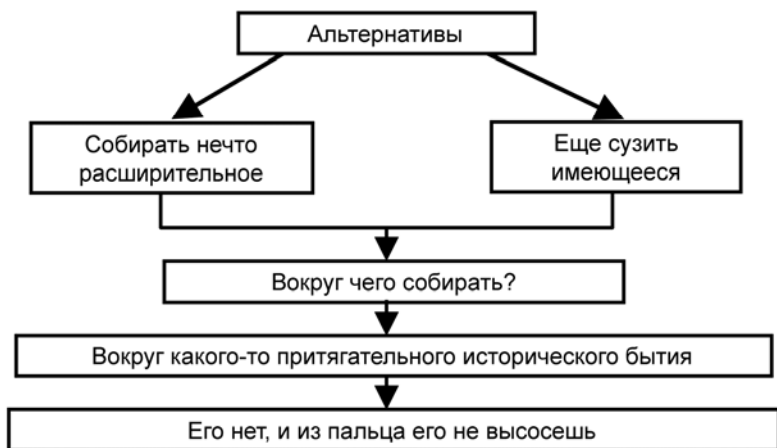 Альтернативы
Собирать нечто
расширительное
Еще сузить
имеющееся
Вокруг чего собирать?
Вокруг какого-то притягательного исторического бытия
Его нет, и из пальца его не высосешь